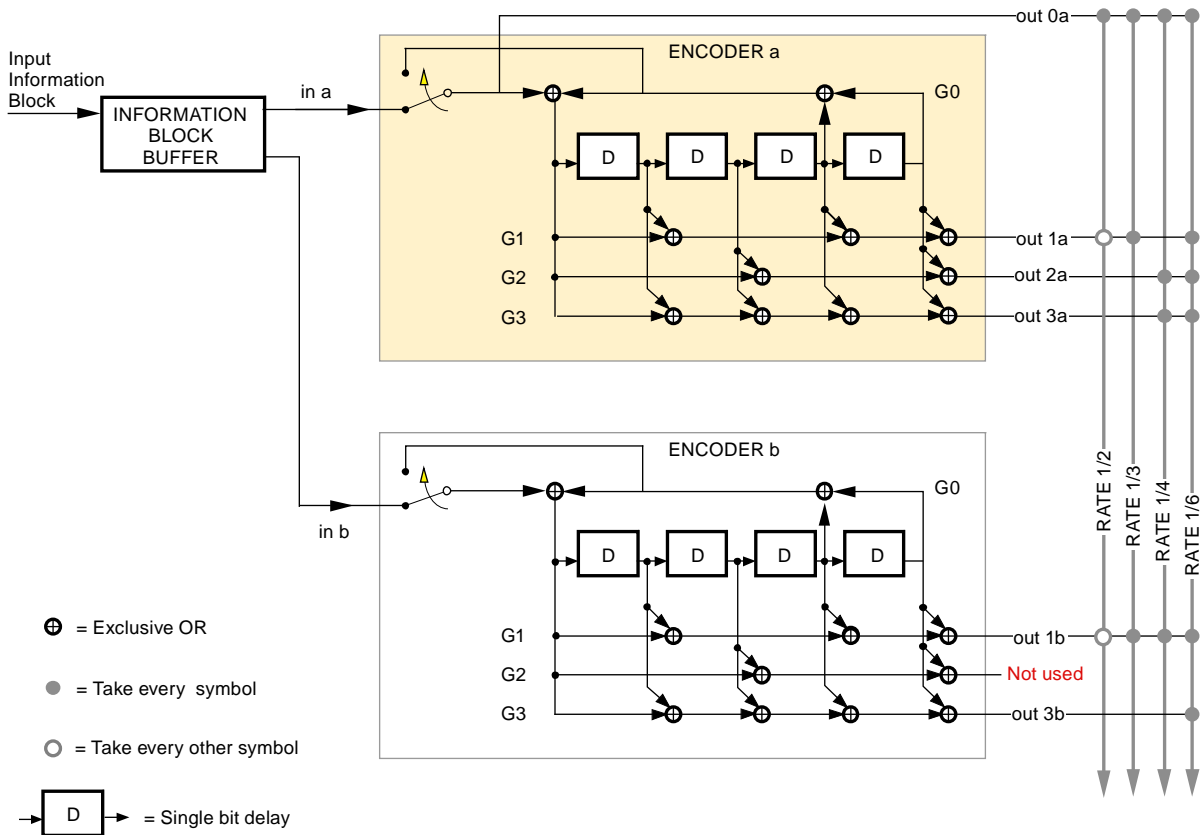 out 0a
ENCODER a
Input
Information
Block
in a
INFORMATION
BLOCK
BUFFER
G0
D D D D
G1
out 1a
G2
out 2a
G3
out 3a
ENCODER b
in b
G0
D D D D
RATE 1/2
RATE 1/3
RATE 1/4
RATE 1/6
G1
out 1b
G2
Not used
G3
out 3b
= Exclusive OR
= Take every symbol
= Take every other symbol
D = Single bit delay